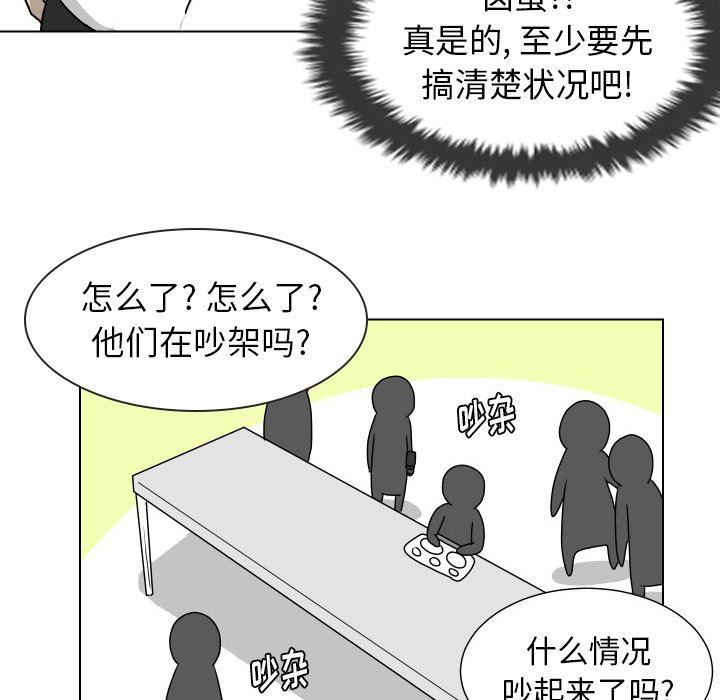 真是的, 至少要先
搞清楚状况吧!
怎么了? 怎么了?
他们在吵架吗?
吵杂
吵杂
什么情况
吵起来了吗?